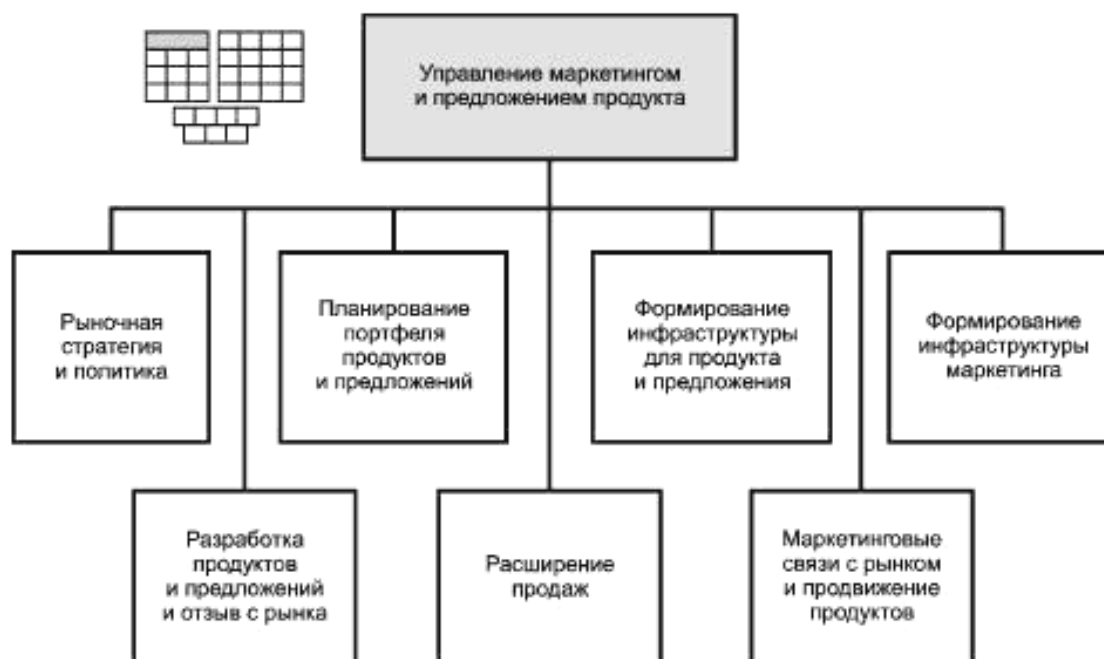 Управление маркетингом
и предложением продукта
Рыночная
стратегия
и политика
Планирование
портфеля
продуктов
и предложений
Формирование
инфраструктуры
для продукта
и предложения
Формирование
инфраструктуры
маркетинга
Разработка
продуктов
и предложений
и отзыв с рынка
Расширение
продаж
Маркетинговые
связи с рынком
и продвижение
продуктов